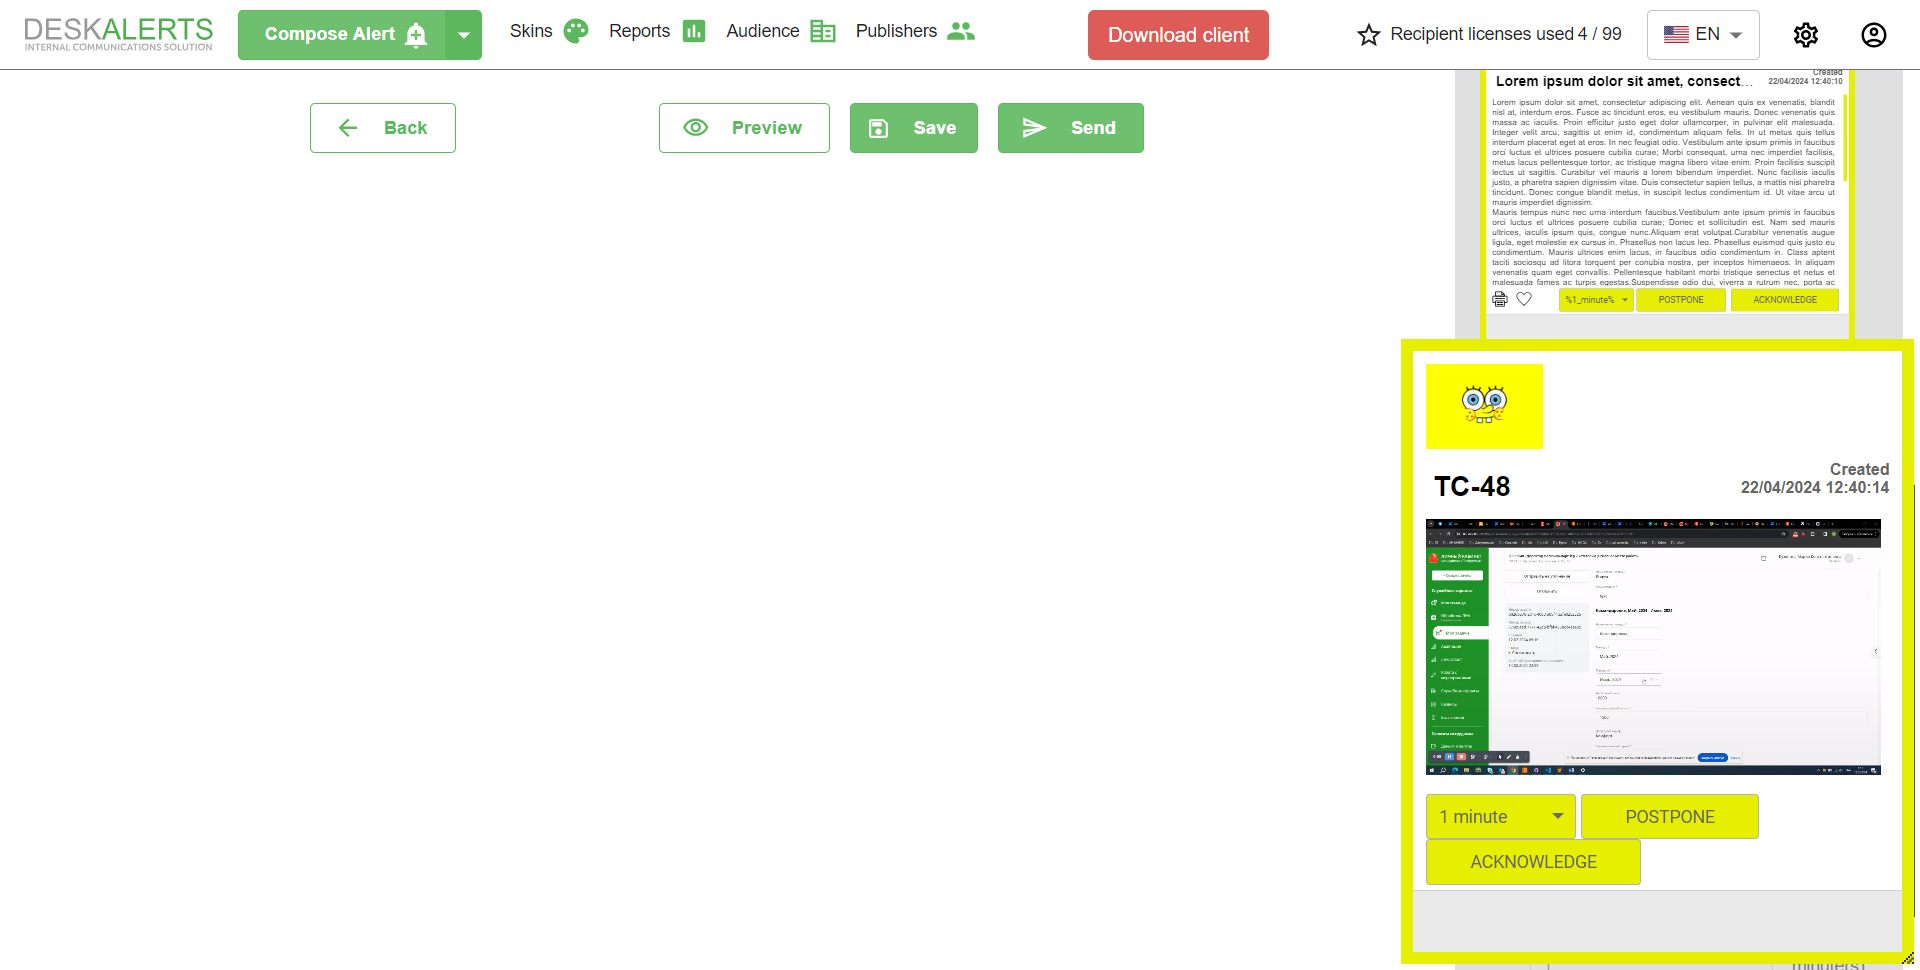 DESKALERTS
INTERNAL COMMUNICATIONS SOLUTION
Compose Alert
Skins
Reports
Audience
Publishers
Download client
Recipient licenses used 4 / 99
EN
Back
Preview
Save
Send
Lorem ipsum dolor sit amet, consect...
Created
22/04/2024 12:40:10
Lorem ipsum dolor sit amet, consectetur adipiscing elit. Aenean quis ex venenatis, blandit
nisl at, interdum eros. Fusce ac tincidunt eros, eu vestibulum mauris. Donec venenatis quis
massa ac iaculis. Proin efficitur justo eget dolor ullamcorper, in pulvinar elit malesuada.
Integer velit arcu, sagittis ut enim id, condimentum aliquam felis. In ut metus quis tellus
interdum placerat eget at eros. In nec feugiat odio. Vestibulum ante ipsum primis in faucibus
orci luctus et ultrices posuere cubilia curae; Morbi consequat, urna nec imperdiet facilisis,
metus lacus pellentesque tortor, ac tristique magna libero vitae enim. Proin facilisis suscipit
lectus ut sagittis. Curabitur vel mauris a lorem bibendum imperdiet. Nunc facilisis iaculis
justo, a pharetra sapien dignissim vitae. Duis consectetur sapien tellus, a mattis nisi pharetra
tincidunt. Donec congue blandit metus, in suscipit lectus condimentum id. Ut vitae arcu ut
mauris imperdiet dignissim.
Mauris tempus nunc nec urna interdum faucibus.Vestibulum ante ipsum primis in faucibus
orci luctus et ultrices posuere cubilia curae; Donec et sollicitudin est. Nam sed mauris
ultrices, iaculis ipsum quis, congue nunc.Aliquam erat volutpat.Curabitur venenatis augue
ligula, eget molestie ex cursus in. Phasellus non lacus leo. Phasellus euismod quis justo eu
condimentum. Mauris ultrices enim lacus, in faucibus odio condimentum in. Class aptent
taciti sociosqu ad litora torquent per conubia nostra, per inceptos himenaeos. In aliquam
venenatis quam eget convallis. Pellentesque habitant morbi tristique senectus et netus et
malesuada fames ac turpis egestas.Suspendisse odio dui, viverra a rutrum nec, porta ac
%1_minute%
POSTPONE
ACKNOWLEDGE
TC-48
Created
22/04/2024 12:40:14
1 minute
POSTPONE
ACKNOWLEDGE
minute(s)